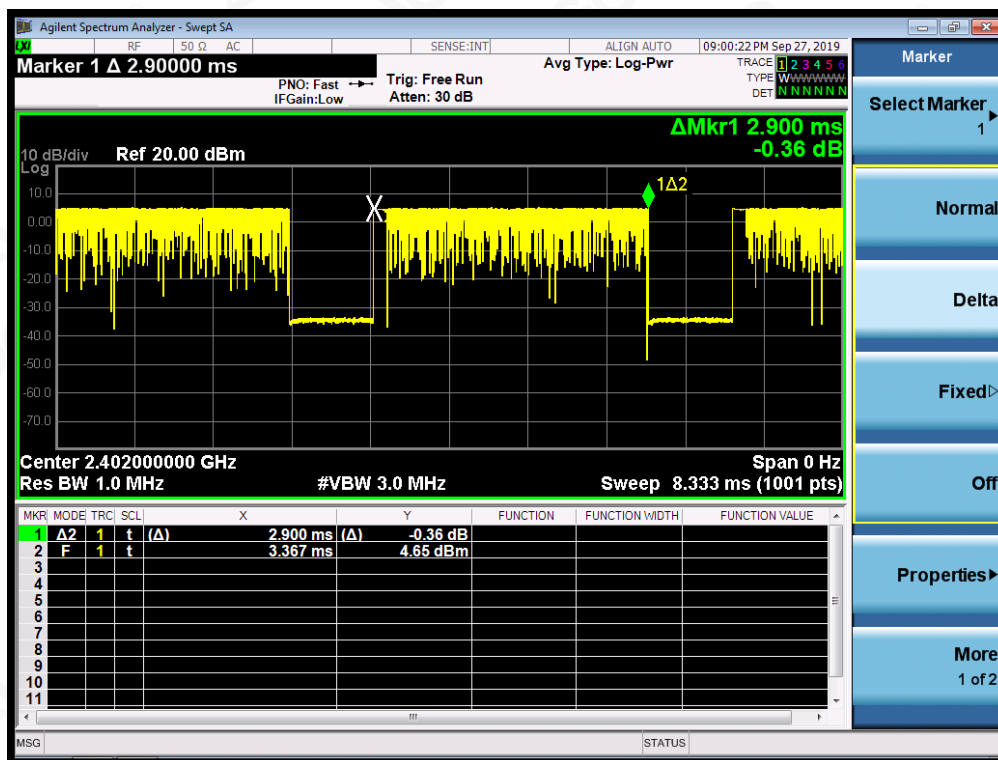 Agilent Spectrum Analyzer - Swept SA
LXI RF 50 Ω AC SENSE:INT ALIGN AUTO 09:00:22 PM Sep 27, 2019
Marker 1 Δ 2.90000 ms
PNO: Fast
IFGain:Low
Trig: Free Run
Atten: 30 dB
Avg Type: Log-Pwr
TRACE 1 2 3 4 5 6
TYPE WWWWWW
DET N N N N N N
ΔMkr1 2.900 ms
-0.36 dB
10 dB/div Ref 20.00 dBm
Log
10.0
0.00
-10.0
-20.0
-30.0
-40.0
-50.0
-60.0
-70.0
1Δ2
Center 2.402000000 GHz Span 0 Hz
Res BW 1.0 MHz #VBW 3.0 MHz Sweep 8.333 ms (1001 pts)
MKR MODE TRC SCL X Y FUNCTION FUNCTION WIDTH FUNCTION VALUE
1 Δ2 1 t (Δ) 2.900 ms (Δ) -0.36 dB
2 F 1 t 3.367 ms 4.65 dBm
3
4
5
6
7
8
9
10
11
MSG STATUS
Marker
Select Marker
1
Normal
Delta
Fixed
Off
Properties
More
1 of 2